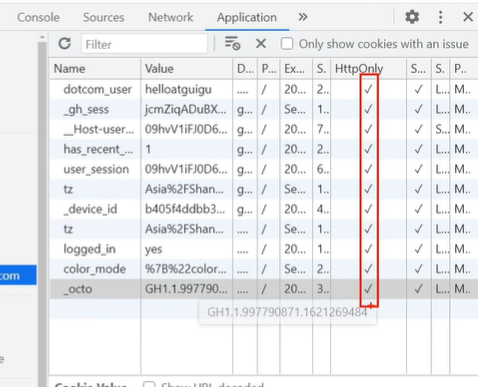 Console Sources Network Application »
Filter Only show cookies with an issue
Name Value D... P... Ex... S. HttpOnly S... S. P...
dotcom_user helloatguigu .... / 20... 2.. ✓ ✓ L... M..
_gh_sess jcmZiqADuBX... g... / Se... 1.. ✓ ✓ L... M..
__Host-user... 09hvV1iFJ0D6... g... / 20... 7.. ✓ ✓ S... M..
has_recent_... 1 g... / 20... 1.. ✓ ✓ L... M..
user_session 09hvV1iFJ0D6... g... / 20... 6.. ✓ ✓ L... M..
tz Asia%2FShan... g... / Se... 1.. ✓ ✓ L... M..
_device_id b405f4ddbb3... g... / 20... 4.. ✓ ✓ L... M..
tz Asia%2FShan... .... / Se... 1.. ✓ ✓ L... M..
logged_in yes .... / 20... 1.. ✓ ✓ L... M..
color_mode %7B%22color... .... / Se... 2.. ✓ ✓ L... M..
_octo GH1.1.997790... .... / 20... 3.. ✓ ✓ L... M..
com
GH1.1.997790871.1621269484
e
Cookie Value Show URL decoded